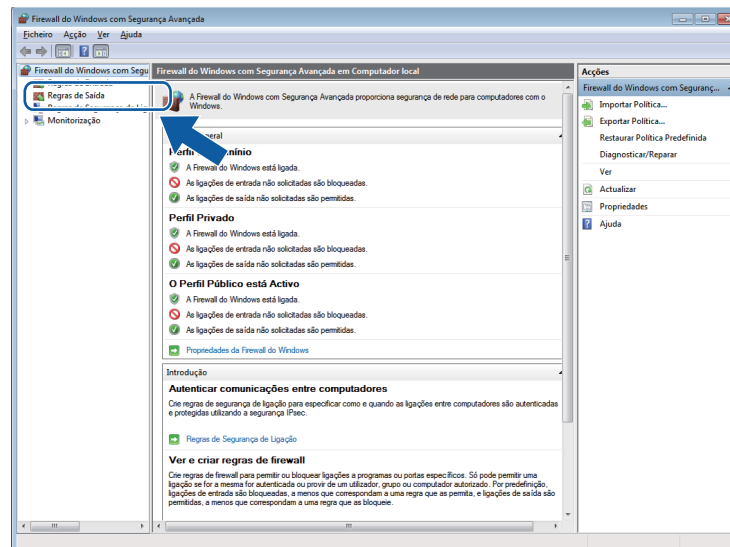 Firewall do Windows com Segurança Avançada
Ficheiro Acção Ver Ajuda
Firewall do Windows com Segu
Regras de Saída
Monitorização
Firewall do Windows com Segurança Avançada em Computador local
A Firewall do Windows com Segurança Avançada proporciona segurança de rede para computadores com o
Windows.
A Firewall do Windows está ligada.
As ligações de entrada não solicitadas são bloqueadas.
As ligações de saída não solicitadas são permitidas.
Perfil Privado
A Firewall do Windows está ligada.
As ligações de entrada não solicitadas são bloqueadas.
As ligações de saída não solicitadas são permitidas.
O Perfil Público está Activo
A Firewall do Windows está ligada.
As ligações de entrada não solicitadas são bloqueadas.
As ligações de saída não solicitadas são permitidas.
Propriedades da Firewall do Windows
Introdução
Autenticar comunicações entre computadores
Crie regras de segurança de ligação para especificar como e quando as ligações entre computadores são autenticadas
e protegidas utilizando a segurança IPsec.
Regras de Segurança de Ligação
Ver e criar regras de firewall
Crie regras de firewall para permitir ou bloquear ligações a programas ou portas específicos. Só pode permitir uma
ligação se for a mesma for autenticada ou provir de um utilizador, grupo ou computador autorizado. Por predefinição,
ligações de entrada são bloqueadas, a menos que correspondam a uma regra que as permita, e ligações de saída são
permitidas, a menos que correspondam a uma regra que as bloqueie.
Acções
Firewall do Windows com Seguranç...
Importar Política...
Exportar Política...
Restaurar Política Predefinida
Diagnosticar/Reparar
Ver
Actualizar
Propriedades
Ajuda